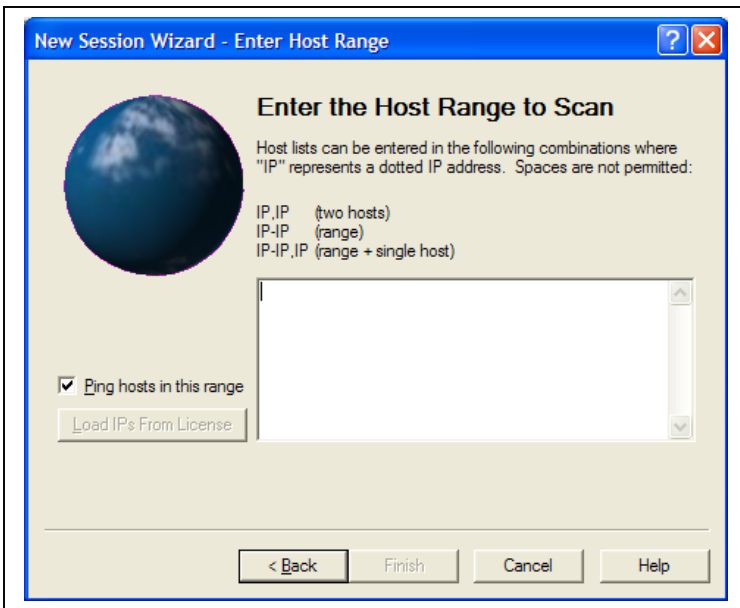 New Session Wizard - Enter Host Range
Enter the Host Range to Scan
Host lists can be entered in the following combinations where
"IP" represents a dotted IP address. Spaces are not permitted:
IP,IP (two hosts)
IP-IP (range)
IP-IP,IP (range + single host)
Ping hosts in this range
Load IPs From License
< Back
Finish
Cancel
Help